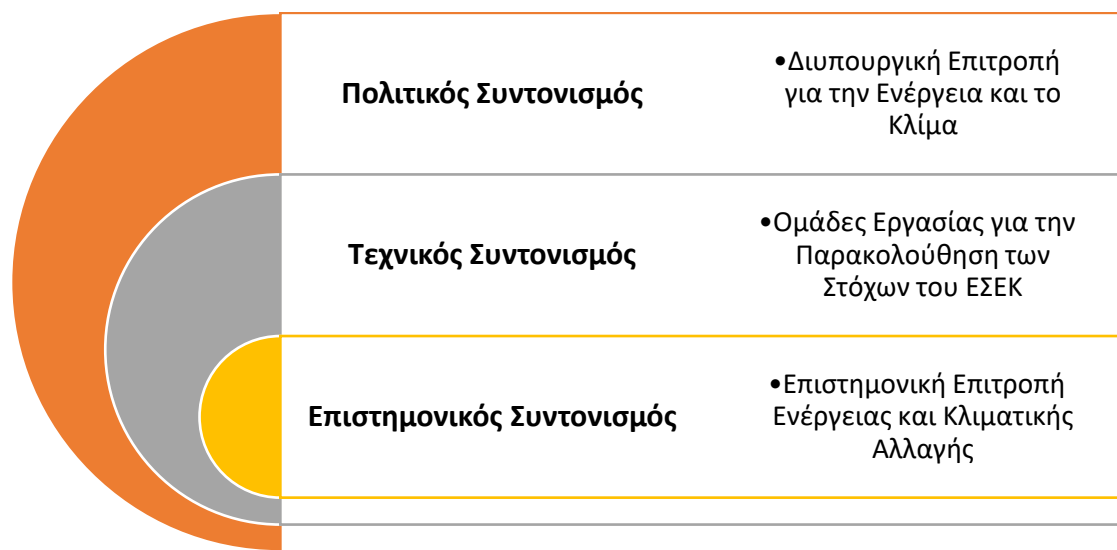 Πολιτικός Συντονισμός
•Διυπουργική Επιτροπή
για την Ενέργεια και το
Κλίμα
Τεχνικός Συντονισμός
•Ομάδες Εργασίας για την
Παρακολούθηση των
Στόχων του ΕΣΕΚ
Επιστημονικός Συντονισμός
•Επιστημονική Επιτροπή
Ενέργειας και Κλιματικής
Αλλαγής